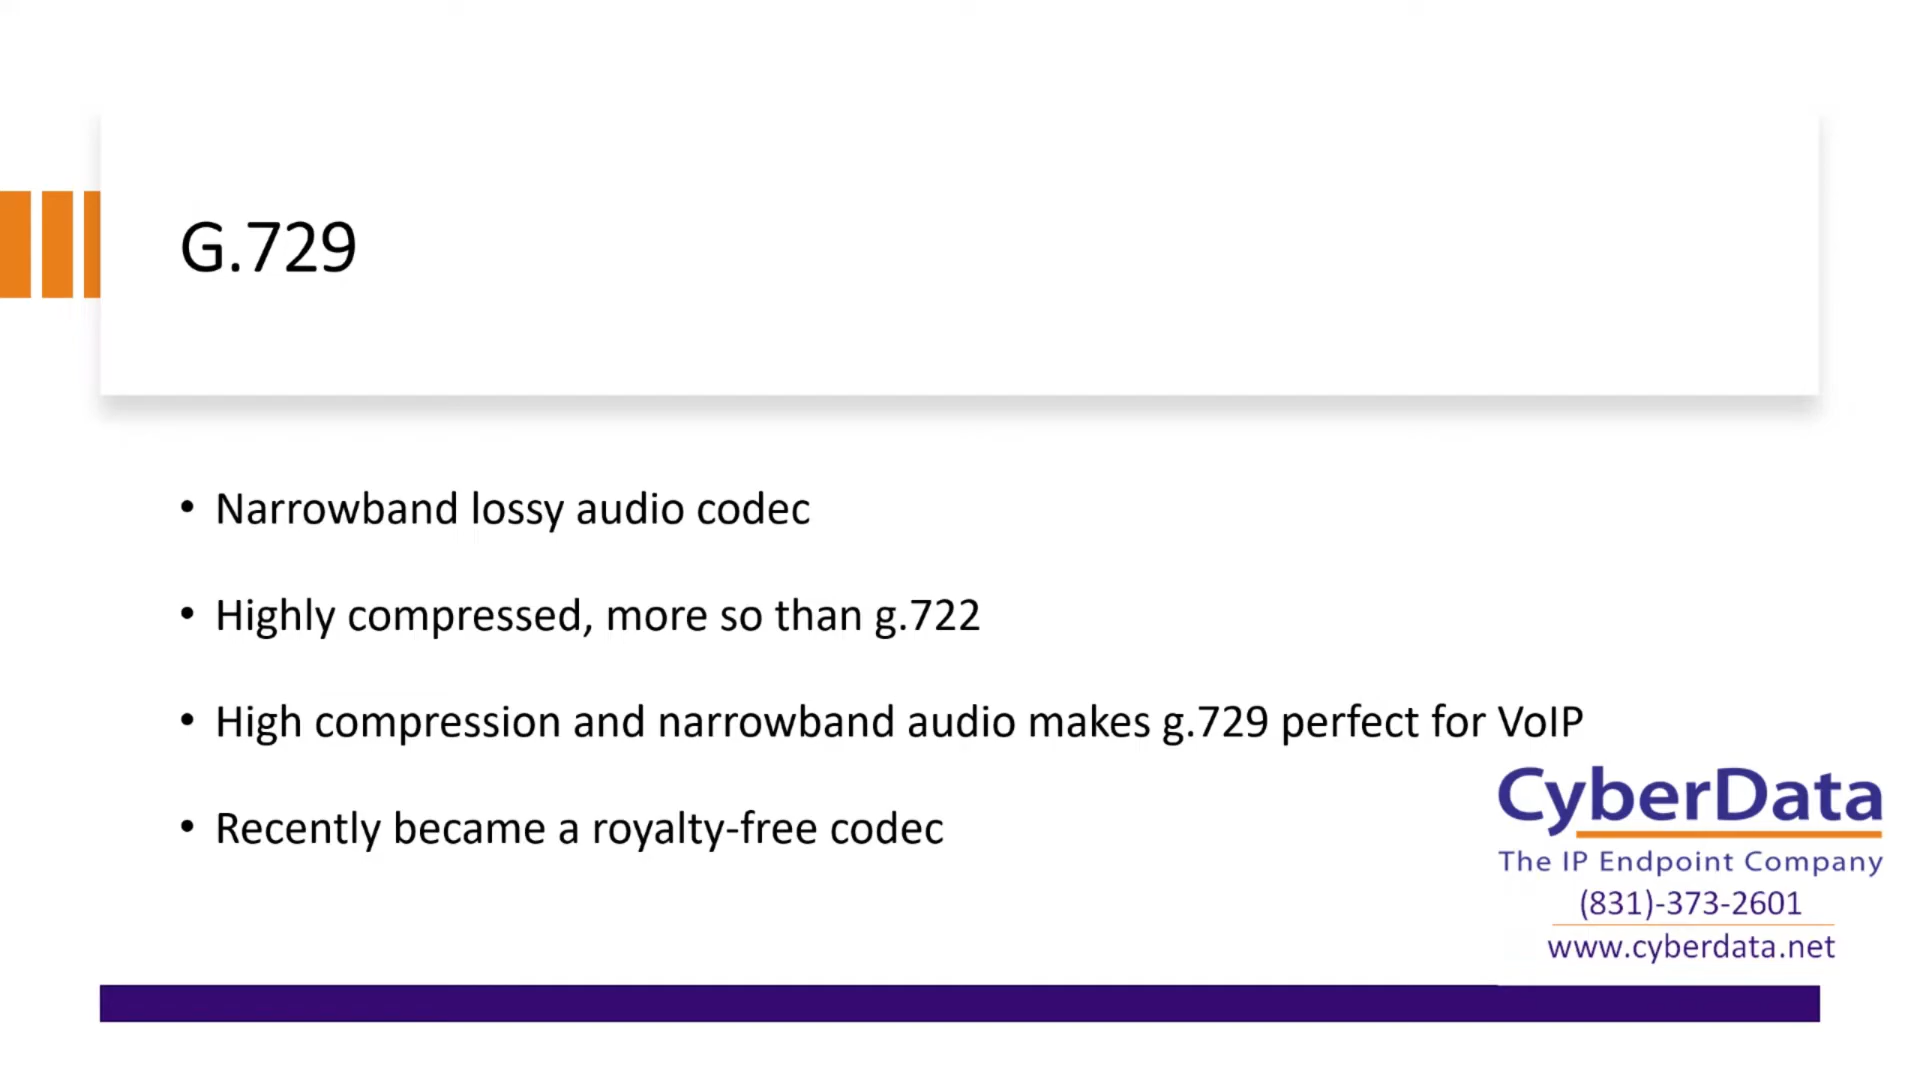 G.729
• Narrowband lossy audio codec
• Highly compressed, more so than g.722
• High compression and narrowband audio makes g.729 perfect for VoIP
• Recently became a royalty-free codec
CyberData
The IP Endpoint Company
(831)-373-2601
www.cyberdata.net